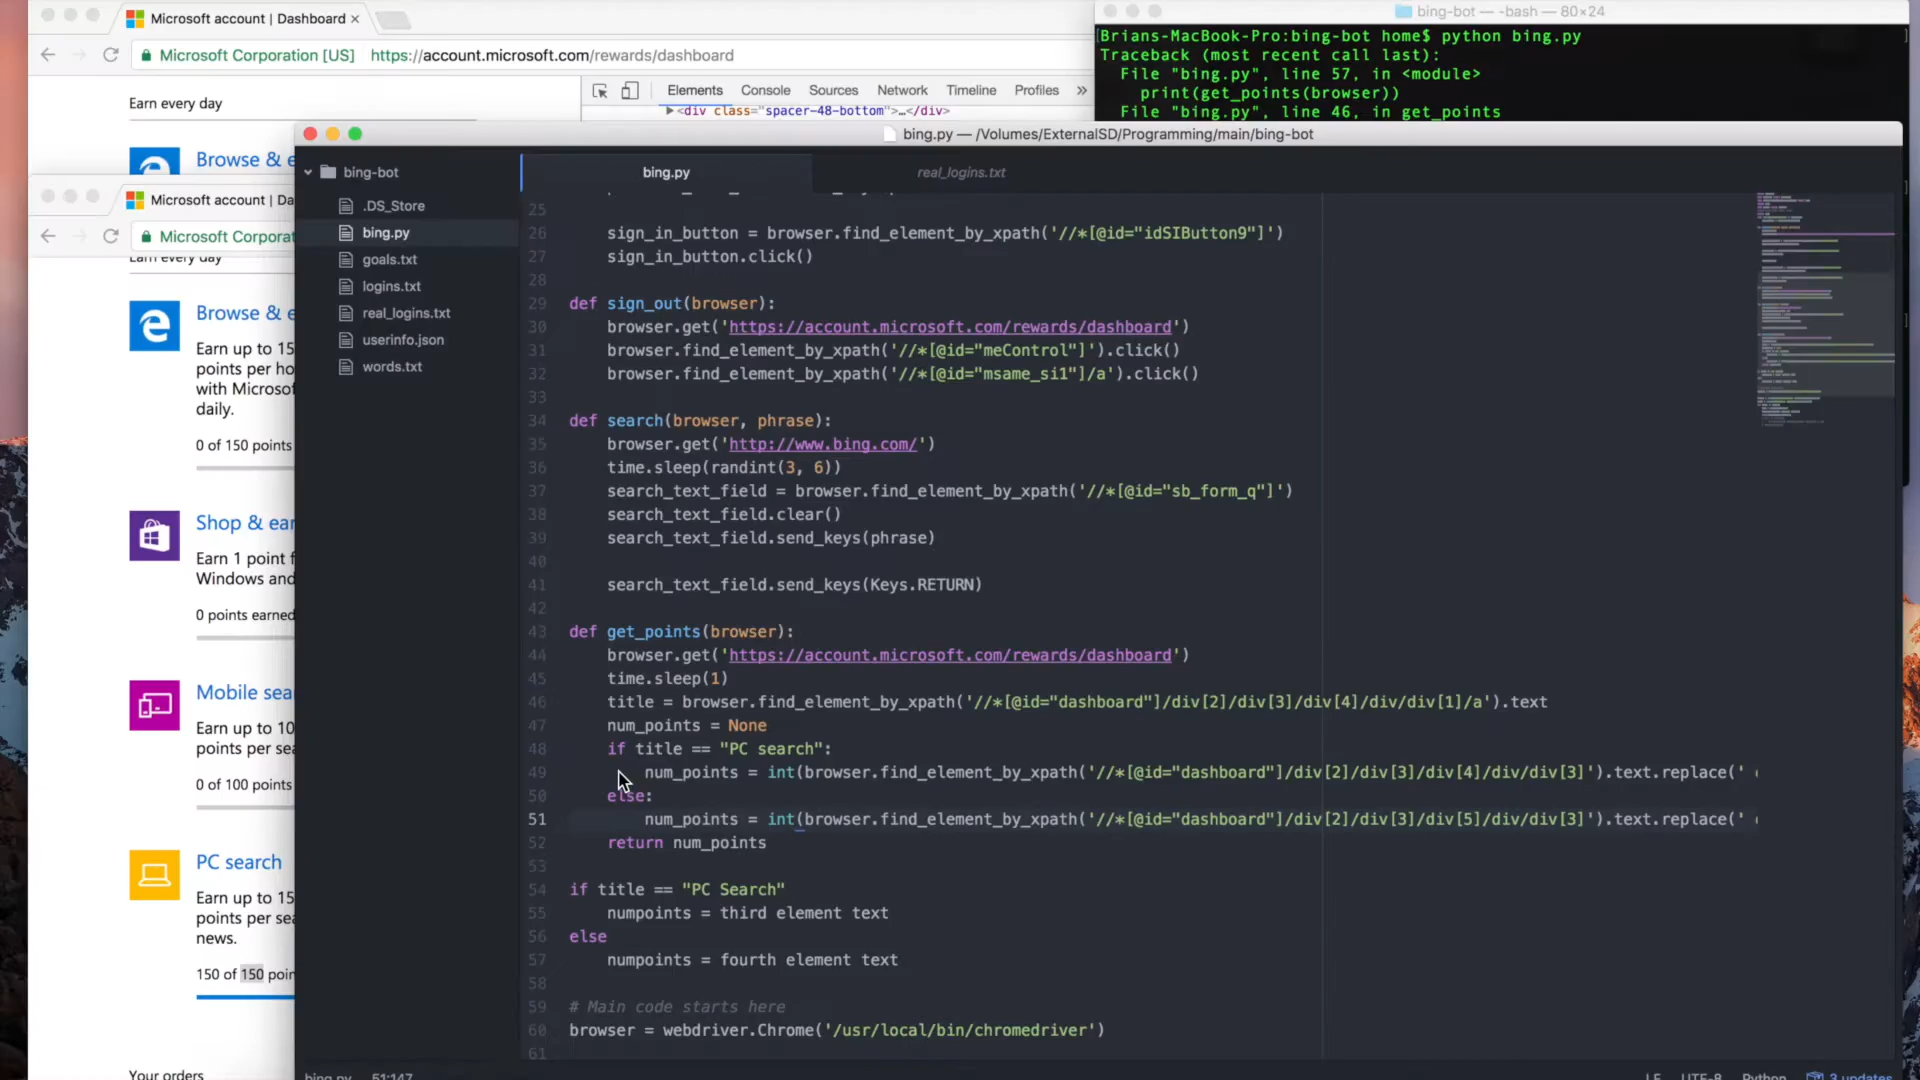 Microsoft account | Dashboard
Microsoft Corporation [US] https://account.microsoft.com/rewards/dashboard
Earn every day
Elements Console Sources Network Timeline Profiles »
<div class="spacer-48-bottom">…</div>
Browse & e
bing-bot — -bash — 80×24
[Brians-MacBook-Pro:bing-bot home$ python bing.py
Traceback (most recent call last):
File "bing.py", line 57, in <module>
print(get_points(browser))
File "bing.py", line 46, in get_points
Microsoft account | Da
Microsoft Corporat
Earn every day
Browse & e
Earn up to 15
points per ho
with Microsof
daily.
0 of 150 points
Shop & ear
Earn 1 point f
Windows and
0 points earned
Mobile sea
Earn up to 10
points per sea
0 of 100 points
PC search
Earn up to 15
points per sea
news.
150 of 150 poin
Your orders
bing.py — /Volumes/ExternalSD/Programming/main/bing-bot
bing-bot
.DS_Store
bing.py
goals.txt
logins.txt
real_logins.txt
userinfo.json
words.txt
bing.py real_logins.txt
25
26 sign_in_button = browser.find_element_by_xpath('//*[@id="idSIButton9"]')
27 sign_in_button.click()
28
29 def sign_out(browser):
30 browser.get('https://account.microsoft.com/rewards/dashboard')
31 browser.find_element_by_xpath('//*[@id="meControl"]').click()
32 browser.find_element_by_xpath('//*[@id="msame_si1"]/a').click()
33
34 def search(browser, phrase):
35 browser.get('http://www.bing.com/')
36 time.sleep(randint(3, 6))
37 search_text_field = browser.find_element_by_xpath('//*[@id="sb_form_q"]')
38 search_text_field.clear()
39 search_text_field.send_keys(phrase)
40
41 search_text_field.send_keys(Keys.RETURN)
42
43 def get_points(browser):
44 browser.get('https://account.microsoft.com/rewards/dashboard')
45 time.sleep(1)
46 title = browser.find_element_by_xpath('//*[@id="dashboard"]/div[2]/div[3]/div[4]/div/div[1]/a').text
47 num_points = None
48 if title == "PC search":
49 num_points = int(browser.find_element_by_xpath('//*[@id="dashboard"]/div[2]/div[3]/div[4]/div/div[3]').text.replace('
50 else:
51 num_points = int(browser.find_element_by_xpath('//*[@id="dashboard"]/div[2]/div[3]/div[5]/div/div[3]').text.replace('
52 return num_points
53
54 if title == "PC Search"
55 numpoints = third element text
56 else
57 numpoints = fourth element text
58
59 # Main code starts here
60 browser = webdriver.Chrome('/usr/local/bin/chromedriver')
61
bing.py 51:147 LF UTF-8 Python 3 updates